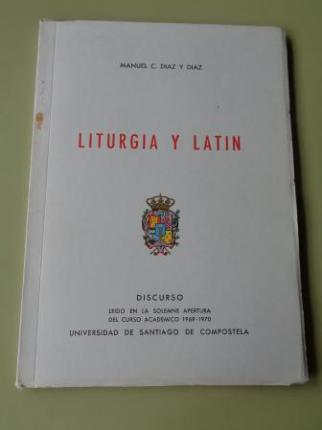 MANUEL C. DIAZ Y DIAZ
LITURGIA Y LATIN
DISCURSO
LEIDO EN LA SOLEMNE APERTURA
DEL CURSO ACADEMICO 1969-1970
UNIVERSIDAD DE SANTIAGO DE COMPOSTELA